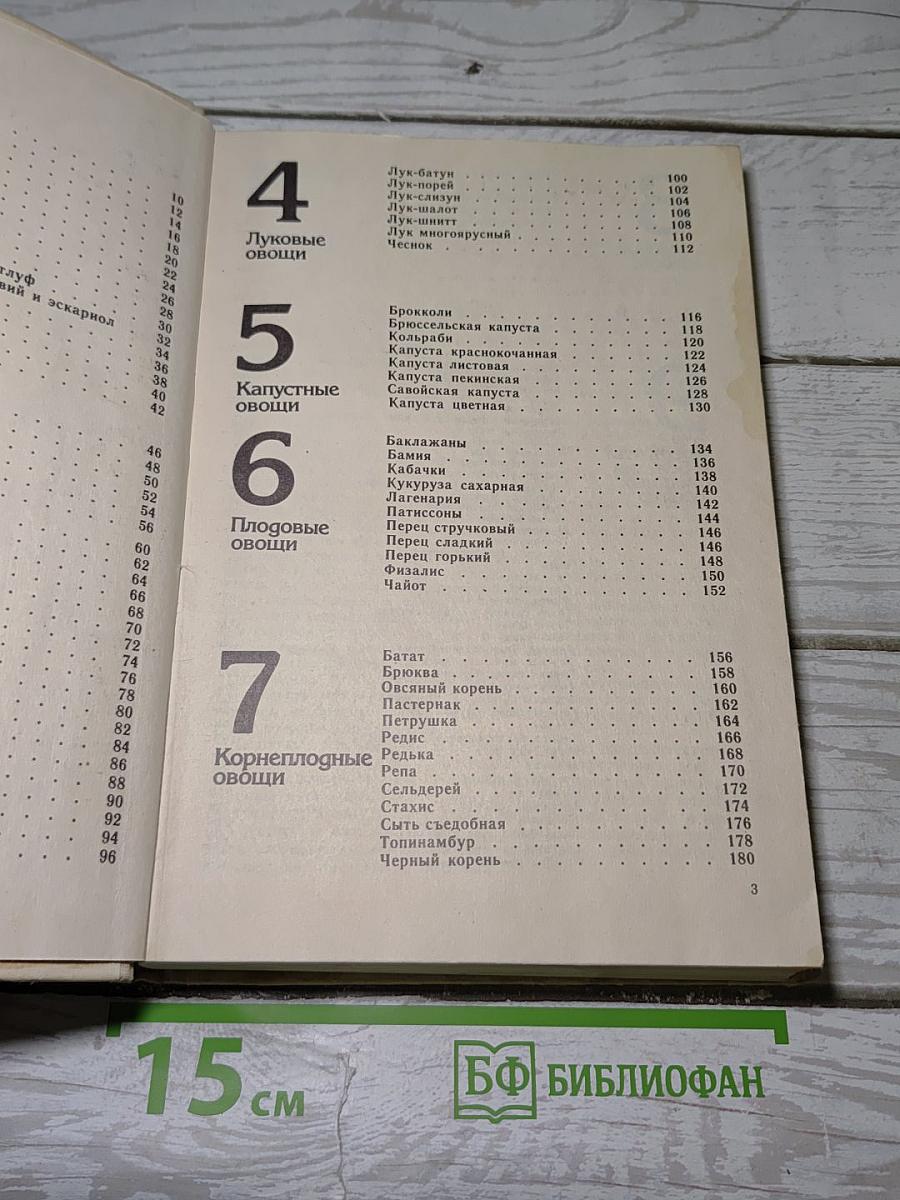 10
12
14
16
18
20
22
24
26
28
30
32
34
36
38
40
42
глуф
вий и эскариол
46
48
50
52
54
56
60
62
64
66
68
70
72
74
76
78
80
82
84
86
88
90
92
94
96
4
Луковые
овощи
Лук-батун . . . . . . . . . . . . 100
Лук-порей . . . . . . . . . . . . 102
Лук-слизун . . . . . . . . . . . . 104
Лук-шалот . . . . . . . . . . . . 106
Лук-шнитт . . . . . . . . . . . . 108
Лук многоярусный . . . . . . . . . 110
Чеснок . . . . . . . . . . . . . 112
5
Капустные
овощи
Брокколи . . . . . . . . . . . . 116
Брюссельская капуста . . . . . . . 118
Кольраби . . . . . . . . . . . . 120
Капуста краснокочанная . . . . . . 122
Капуста листовая . . . . . . . . . 124
Капуста пекинская . . . . . . . . 126
Савойская капуста . . . . . . . . 128
Капуста цветная . . . . . . . . . 130
6
Плодовые
овощи
Баклажаны . . . . . . . . . . . . 134
Бамия . . . . . . . . . . . . . . 136
Кабачки . . . . . . . . . . . . . 138
Кукуруза сахарная . . . . . . . . 140
Лагенария . . . . . . . . . . . . 142
Патиссоны . . . . . . . . . . . . 144
Перец стручковый . . . . . . . . . 146
Перец сладкий . . . . . . . . . . 146
Перец горький . . . . . . . . . . 148
Физалис . . . . . . . . . . . . . 150
Чайот . . . . . . . . . . . . . . 152
7
Корнеплодные
овощи
Батат . . . . . . . . . . . . . . 156
Брюква . . . . . . . . . . . . . 158
Овсяный корень . . . . . . . . . . 160
Пастернак . . . . . . . . . . . . 162
Петрушка . . . . . . . . . . . . 164
Редис . . . . . . . . . . . . . . 166
Редька . . . . . . . . . . . . . 168
Репа . . . . . . . . . . . . . . 170
Сельдерей . . . . . . . . . . . . 172
Стахис . . . . . . . . . . . . . 174
Сыть съедобная . . . . . . . . . . 176
Топинамбур . . . . . . . . . . . 178
Черный корень . . . . . . . . . . 180
3
15 см
БФ БИБЛИОФАН